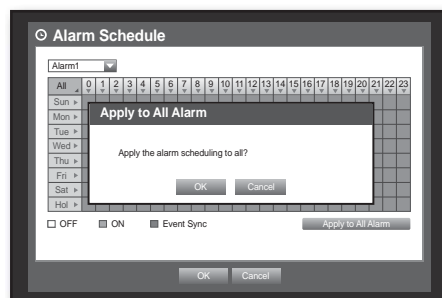 Alarm Schedule
Alarm1
All 0 1 2 3 4 5 6 7 8 9 10 11 12 13 14 15 16 17 18 19 20 21 22 23
Sun
Mon
Tue
Wed
Thu
Fri
Sat
Hol
Apply to All Alarm
Apply the alarm scheduling to all?
OK Cancel
OFF ON Event Sync Apply to All Alarm
OK Cancel